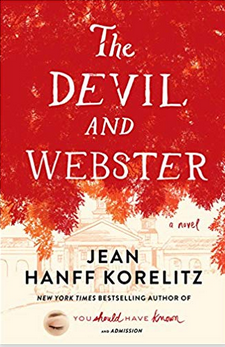 The
DEVIL
AND
WEBSTER
a novel
JEAN
HANFF KORELITZ
NEW YORK TIMES BESTSELLING AUTHOR OF
YOU should HAVE known
AND ADMISSION